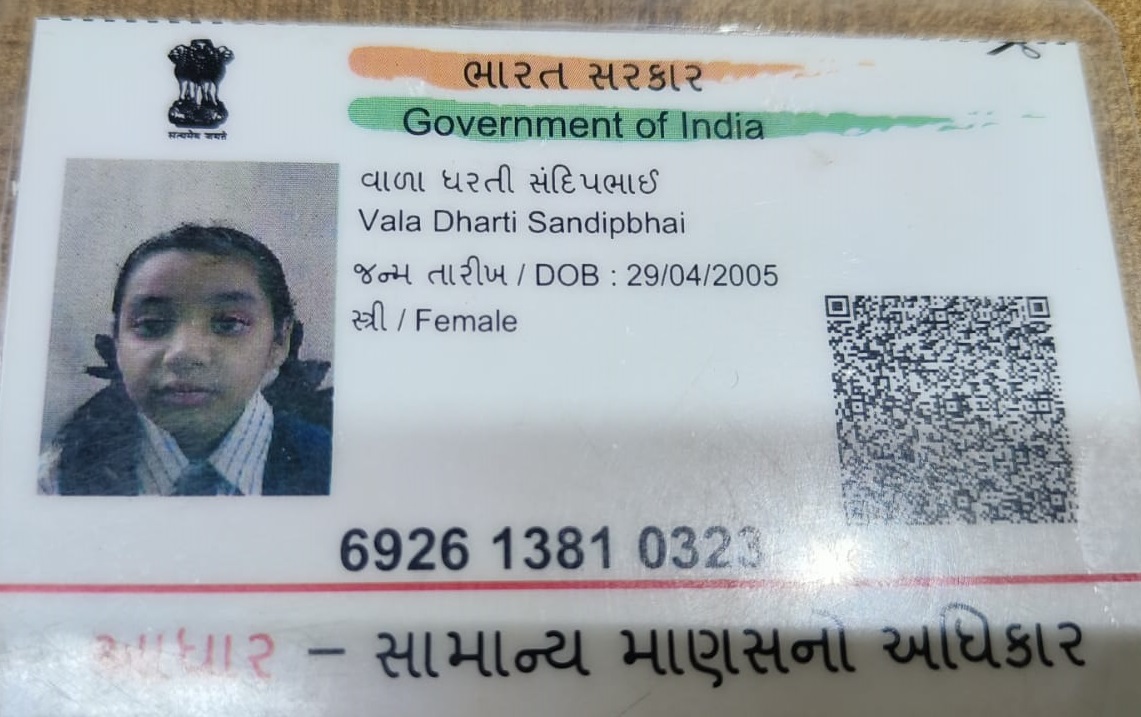 ભારત સરકાર
Government of India
सत्यमेव जयते
વાળા ધરતી સંદિપભાઈ
Vala Dharti Sandipbhai
જન્મ તારીખ / DOB : 29/04/2005
સ્ત્રી / Female
6926 1381 0323
આધાર – સામાન્ય માણસનો અધિકાર